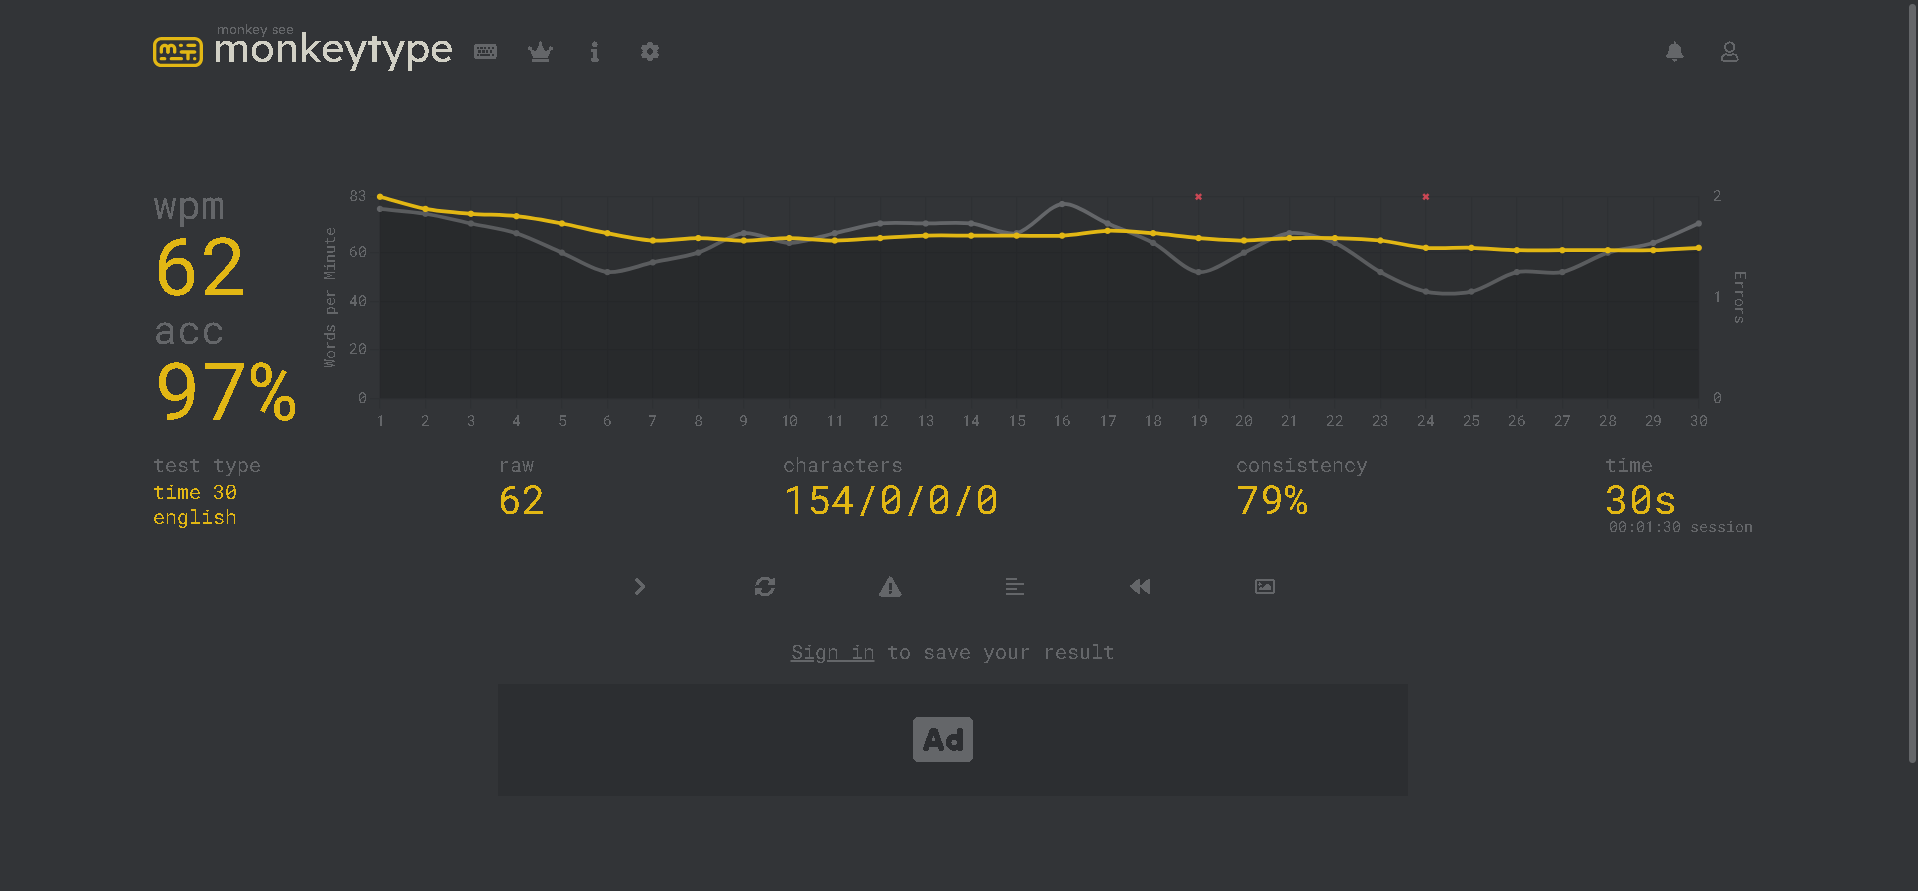 monkey see
monkeytype
wpm
62
acc
97%
Words per Minute
83
60
40
20
0
2
1
0
Errors
1 2 3 4 5 6 7 8 9 10 11 12 13 14 15 16 17 18 19 20 21 22 23 24 25 26 27 28 29 30
test type
time 30
english
raw
62
characters
154/0/0/0
consistency
79%
time
30s
00:01:30 session
Sign in to save your result
Ad